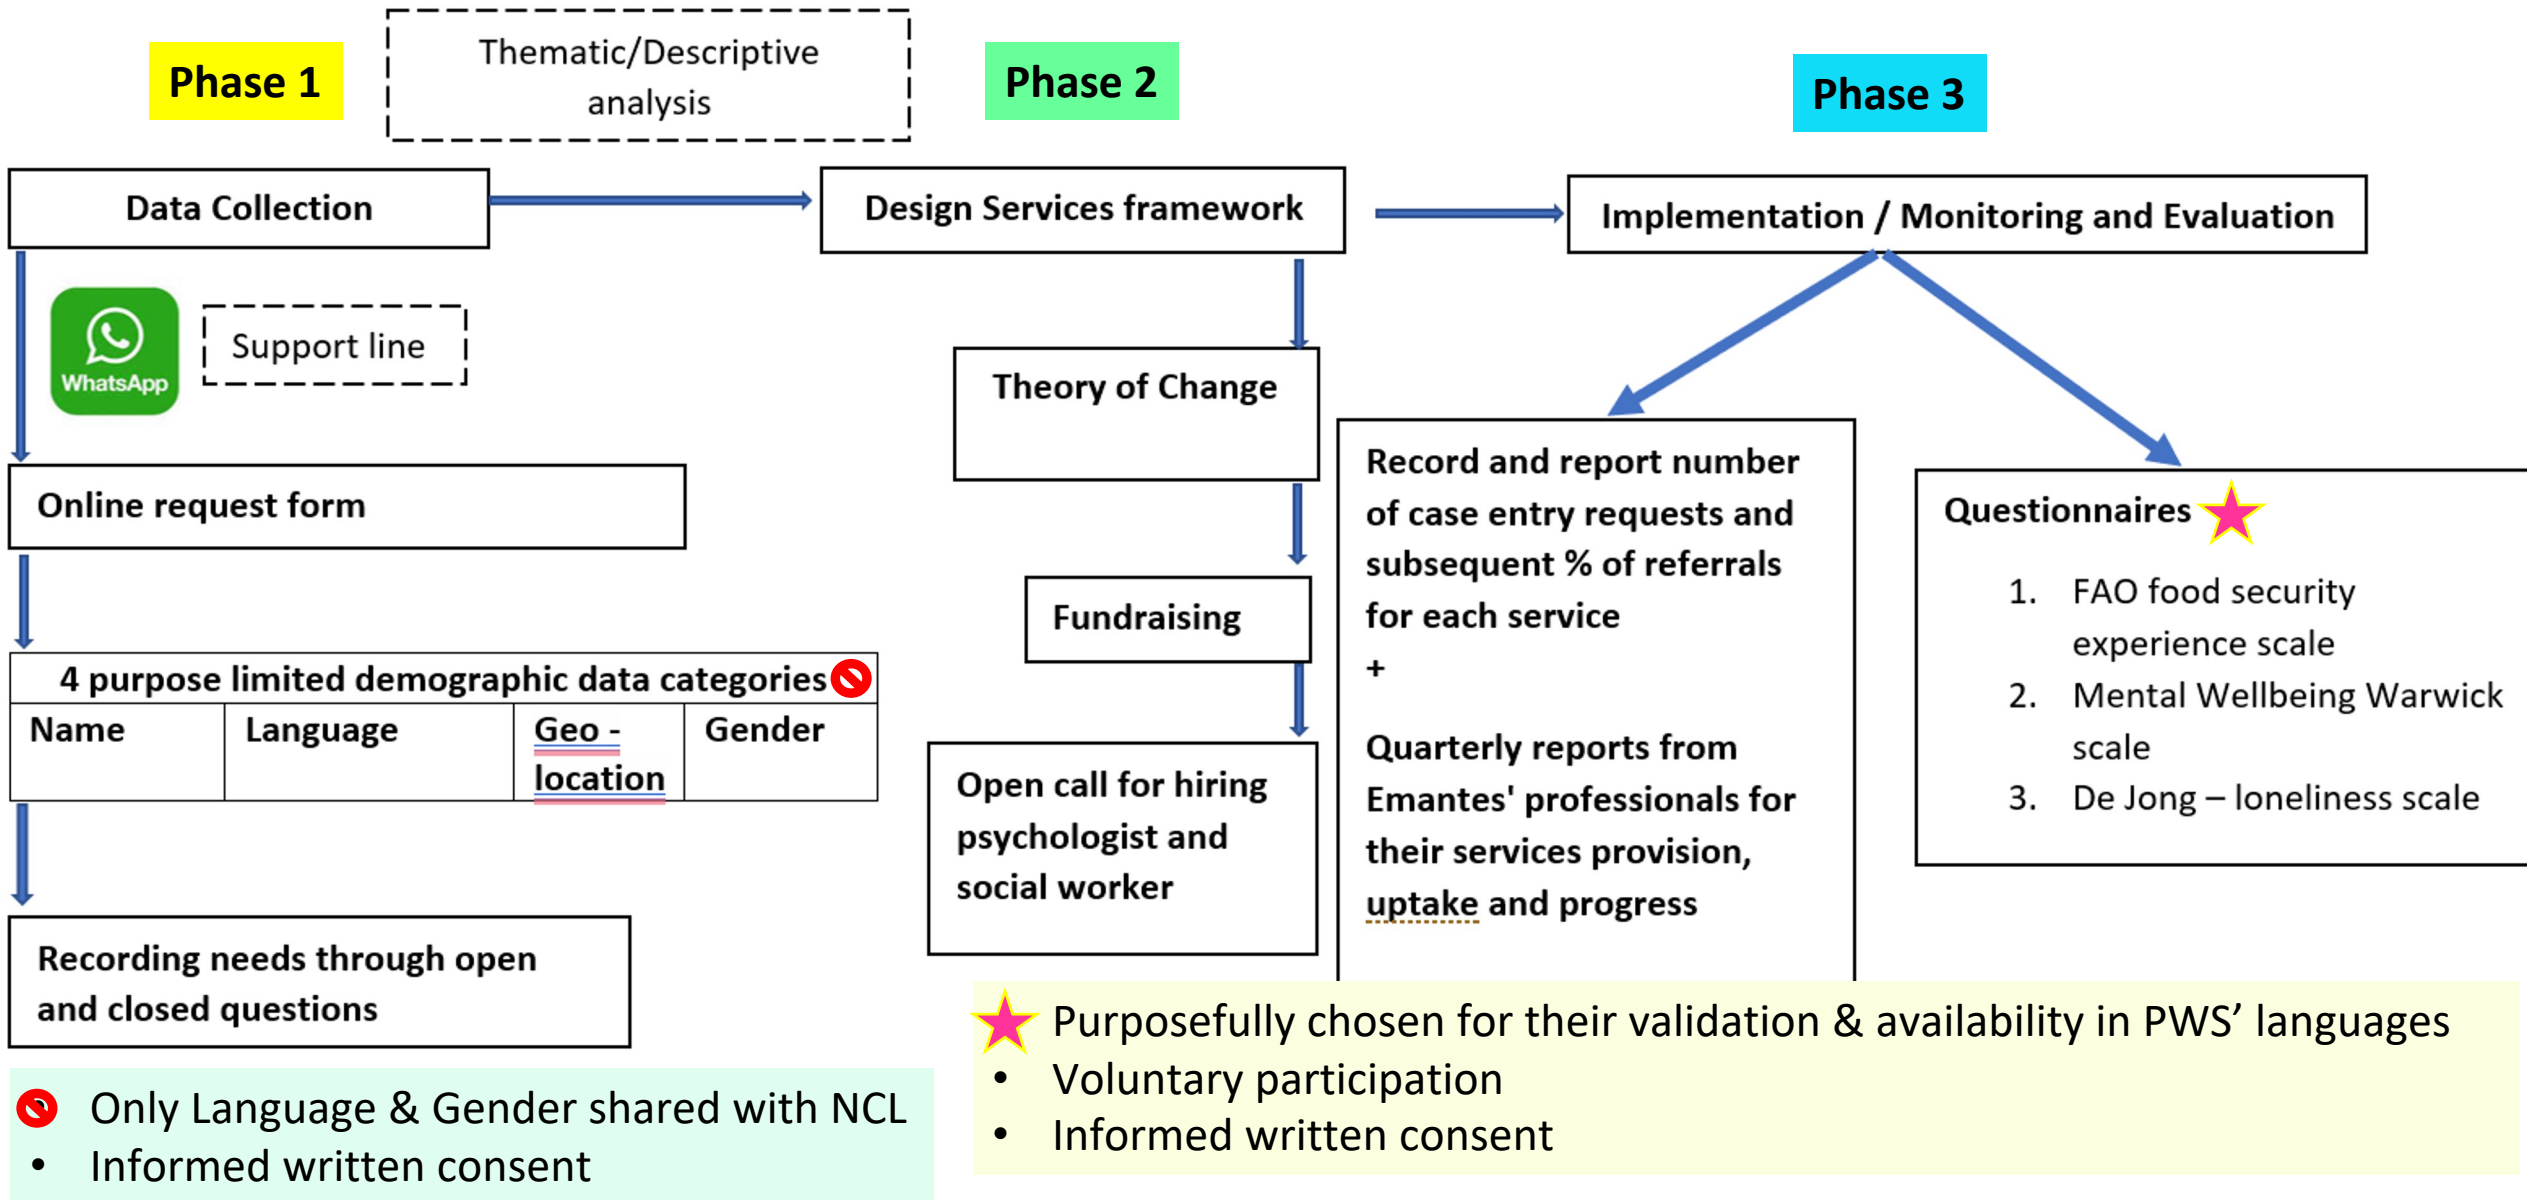 Phase 1
Thematic/Descriptive
analysis
Phase 2
Phase 3
Data Collection
Design Services framework
Implementation / Monitoring and Evaluation
WhatsApp
Support line
Online request form
4 purpose limited demographic data categories
Name
Language
Geo -
location
Gender
Recording needs through open
and closed questions
Only Language & Gender shared with NCL
• Informed written consent
Theory of Change
Fundraising
Open call for hiring
psychologist and
social worker
Record and report number
of case entry requests and
subsequent % of referrals
for each service
+
Quarterly reports from
Emantes' professionals for
their services provision,
uptake and progress
Questionnaires
1. FAO food security
experience scale
2. Mental Wellbeing Warwick
scale
3. De Jong – loneliness scale
Purposefully chosen for their validation & availability in PWS’ languages
• Voluntary participation
• Informed written consent